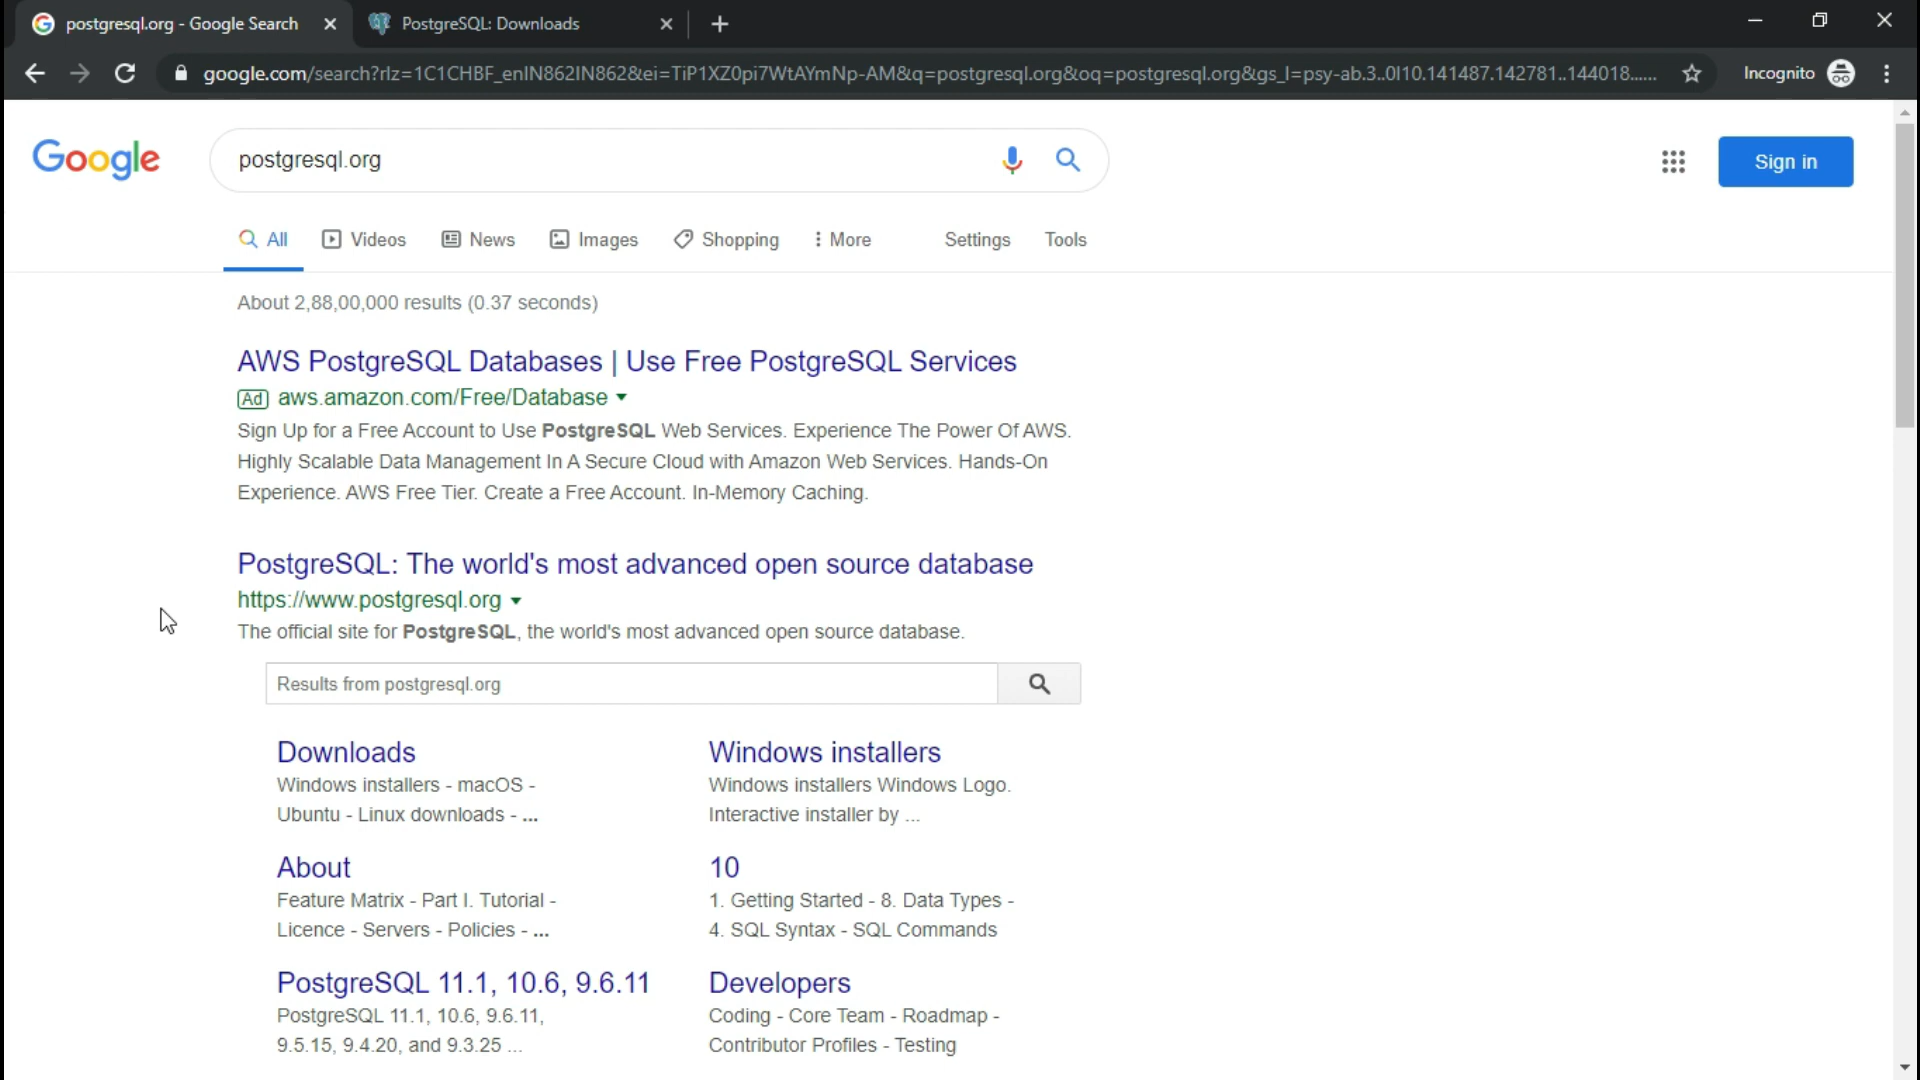 postgresql.org - Google Search
PostgreSQL: Downloads
google.com/search?rlz=1C1CHBF_enIN862IN862&ei=TiP1XZ0pi7WtAYmNp-AM&q=postgresql.org&oq=postgresql.org&gs_l=psy-ab.3..0l10.141487.142781..144018......
Incognito
Google
postgresql.org
Sign in
All Videos News Images Shopping More Settings Tools
About 2,88,00,000 results (0.37 seconds)
AWS PostgreSQL Databases | Use Free PostgreSQL Services
Ad aws.amazon.com/Free/Database
Sign Up for a Free Account to Use PostgreSQL Web Services. Experience The Power Of AWS.
Highly Scalable Data Management In A Secure Cloud with Amazon Web Services. Hands-On
Experience. AWS Free Tier. Create a Free Account. In-Memory Caching.
PostgreSQL: The world's most advanced open source database
https://www.postgresql.org
The official site for PostgreSQL, the world's most advanced open source database.
Results from postgresql.org
Downloads
Windows installers - macOS -
Ubuntu - Linux downloads - ...
Windows installers
Windows installers Windows Logo.
Interactive installer by ...
About
Feature Matrix - Part I. Tutorial -
Licence - Servers - Policies - ...
10
1. Getting Started - 8. Data Types -
4. SQL Syntax - SQL Commands
PostgreSQL 11.1, 10.6, 9.6.11
PostgreSQL 11.1, 10.6, 9.6.11,
9.5.15, 9.4.20, and 9.3.25 ...
Developers
Coding - Core Team - Roadmap -
Contributor Profiles - Testing